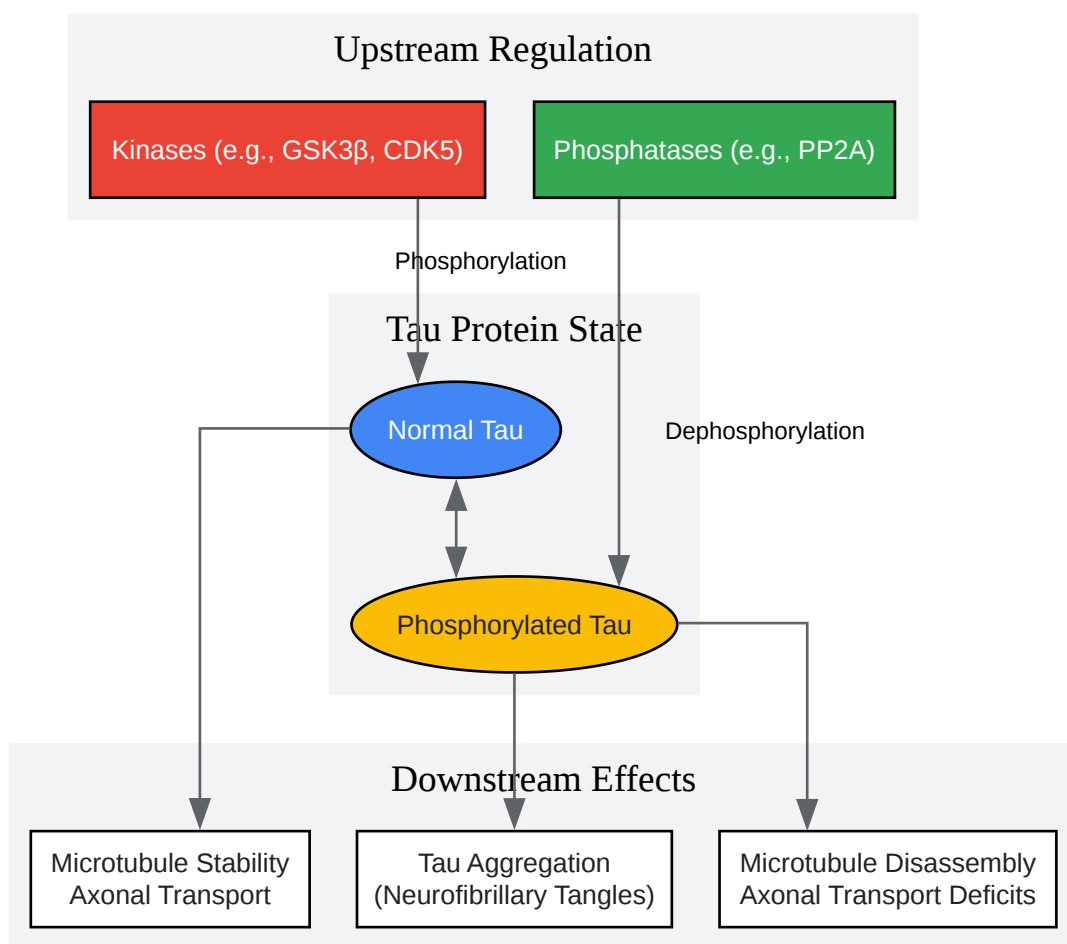 Upstream Regulation
Kinases (e.g., GSK3β, CDK5)
Phosphatases (e.g., PP2A)
Phosphorylation
Tau Protein State
Normal Tau
Dephosphorylation
Phosphorylated Tau
Downstream Effects
Microtubule Stability
Axonal Transport
Tau Aggregation
(Neurofibrillary Tangles)
Microtubule Disassembly
Axonal Transport Deficits